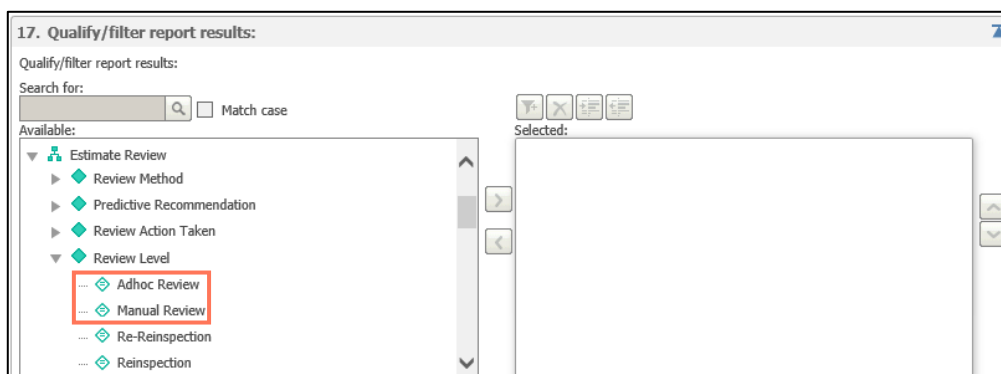 17. Qualify/filter report results:
Qualify/filter report results:
Search for:
Match case
Available:
Selected:
Estimate Review
Review Method
Predictive Recommendation
Review Action Taken
Review Level
Adhoc Review
Manual Review
Re-Reinspection
Reinspection